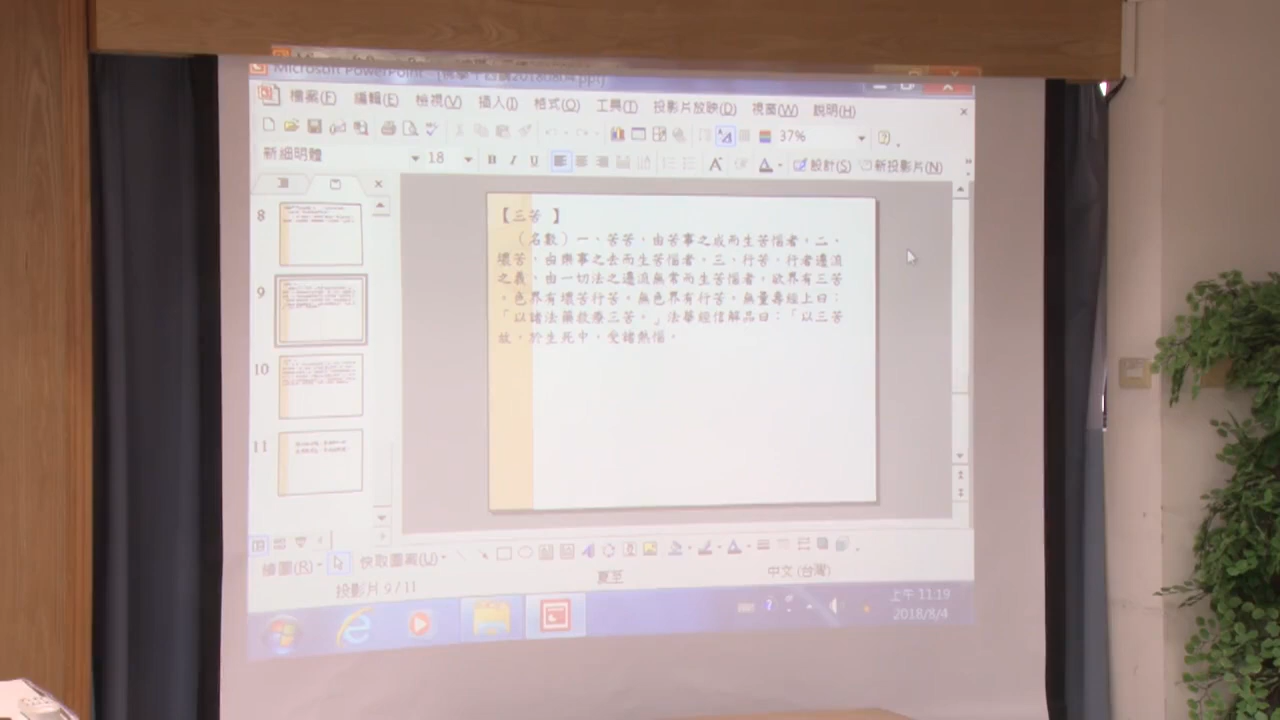 Microsoft PowerPoint
檔案(F) 編輯(E) 檢視(V) 插入(I) 格式(O) 工具(T) 投影片放映(D) 視窗(W) 說明(H)
37%
新細明體 18 B I U 設計(S) 新投影片(N)
8
9
10
11
【三苦 】
（名數）一、苦苦，由苦事之成而生苦惱者。二、
壞苦，由樂事之去而生苦惱者。三、行苦，行者遷流
之義，由一切法之遷流無常而生苦惱者，欲界有三苦
。色界有壞苦行苦。無色界有行苦。無量壽經上曰：
「以諸法藥救療三苦。」法華經信解品曰：「以三苦
故，於生死中，受諸熱惱。
繪圖(R) 快取圖案(U)
投影片 9 / 11 中文 (台灣)
上午 11:19
2018/8/4